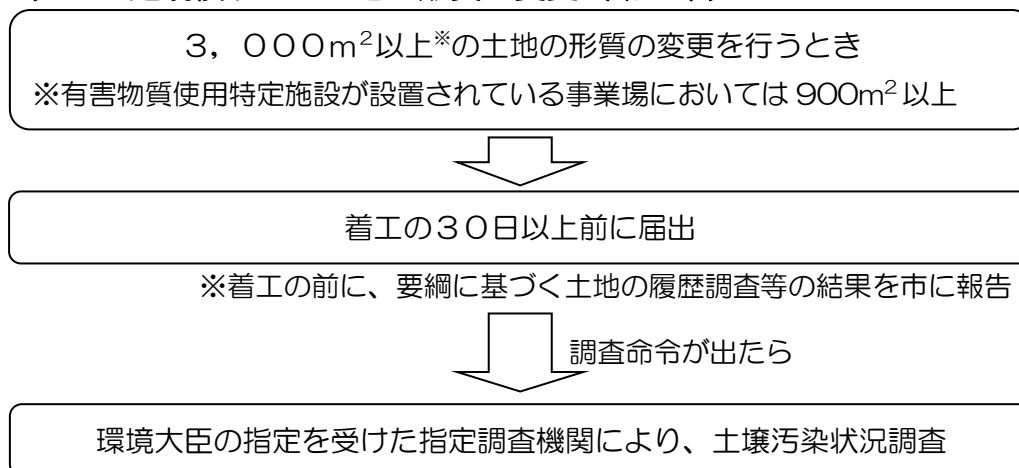 3,000m²以上※の土地の形質の変更を行うとき
※有害物質使用特定施設が設置されている事業場においては900m²以上
着工の30日以上前に届出
※着工の前に、要綱に基づく土地の履歴調査等の結果を市に報告
調査命令が出たら
環境大臣の指定を受けた指定調査機関により、土壌汚染状況調査